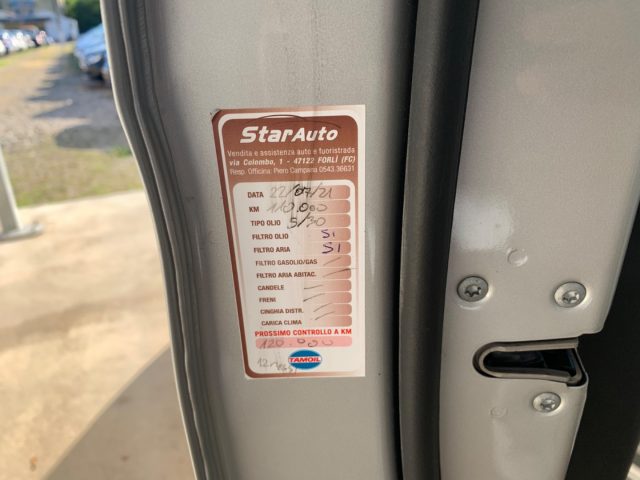 StarAuto
Vendita e assistenza auto e fuoristrada
via Colombo, 1 - 47122 FORLÌ (FC)
Resp. Officina: Piero Campana 0543.36631
DATA 22/07/21
KM 110.000
TIPO OLIO 5/30
FILTRO OLIO SI
FILTRO ARIA SI
FILTRO GASOLIO/GAS
FILTRO ARIA ABITAC.
CANDELE
FRENI
CINGHIA DISTR.
CARICA CLIMA
PROSSIMO CONTROLLO A KM
120.000
12 TAMOIL